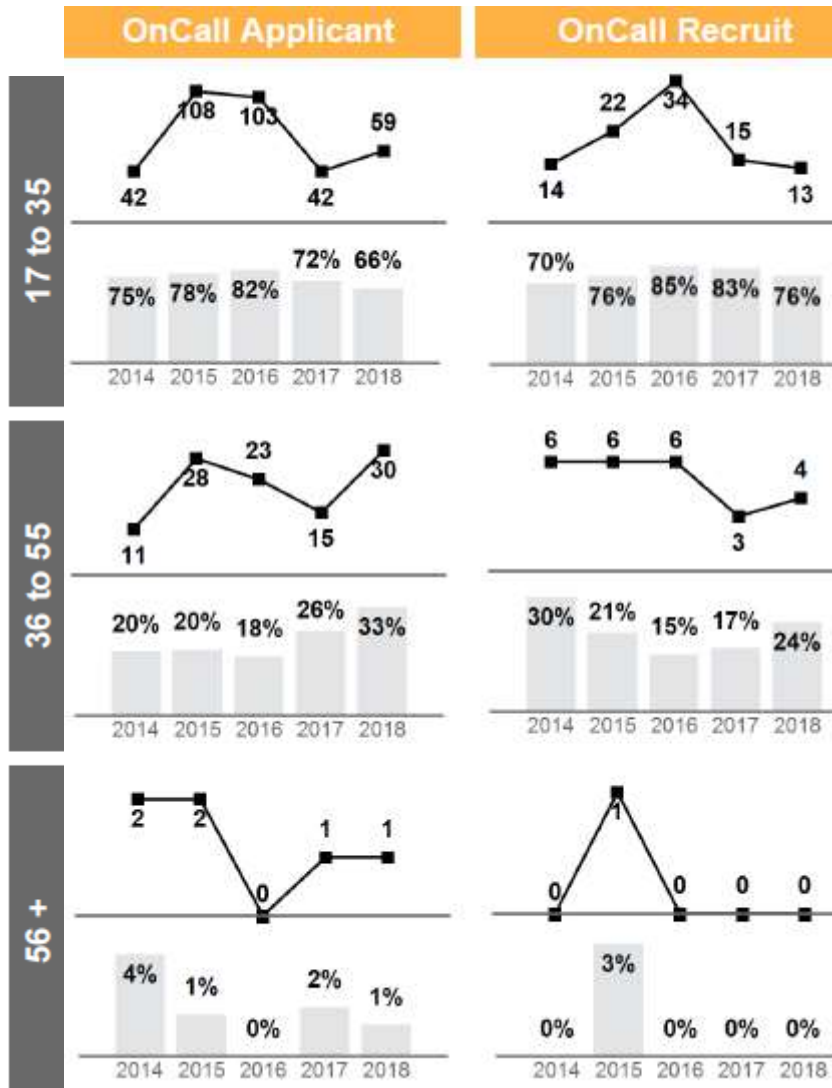 OnCall Applicant OnCall Recruit
17 to 35
108 103 59
42 42
22 34 15
14 13
75% 78% 82% 72% 66%
2014 2015 2016 2017 2018
70% 76% 85% 83% 76%
2014 2015 2016 2017 2018
36 to 55
11 28 23 15 30
6 6 6 3 4
20% 20% 18% 26% 33%
2014 2015 2016 2017 2018
30% 21% 15% 17% 24%
2014 2015 2016 2017 2018
56 +
2 2 0 1 1
0 1 0 0 0
4% 1% 0% 2% 1%
2014 2015 2016 2017 2018
0% 3% 0% 0% 0%
2014 2015 2016 2017 2018